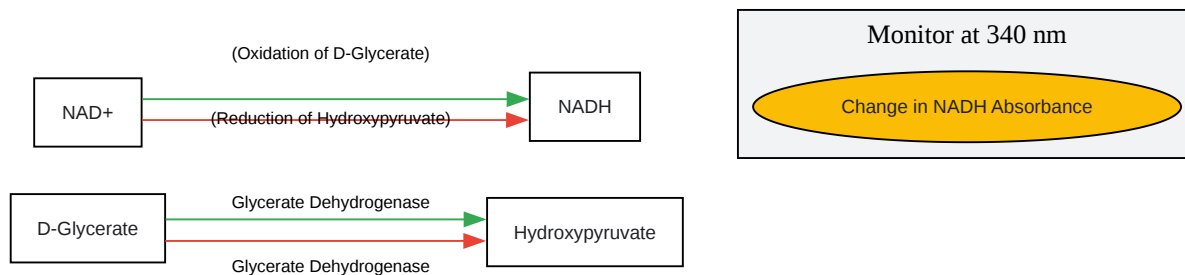 (Oxidation of D-Glycerate)
NAD+
(Reduction of Hydroxypyruvate)
NADH
Monitor at 340 nm
Change in NADH Absorbance
D-Glycerate
Glycerate Dehydrogenase
Glycerate Dehydrogenase
Hydroxypyruvate